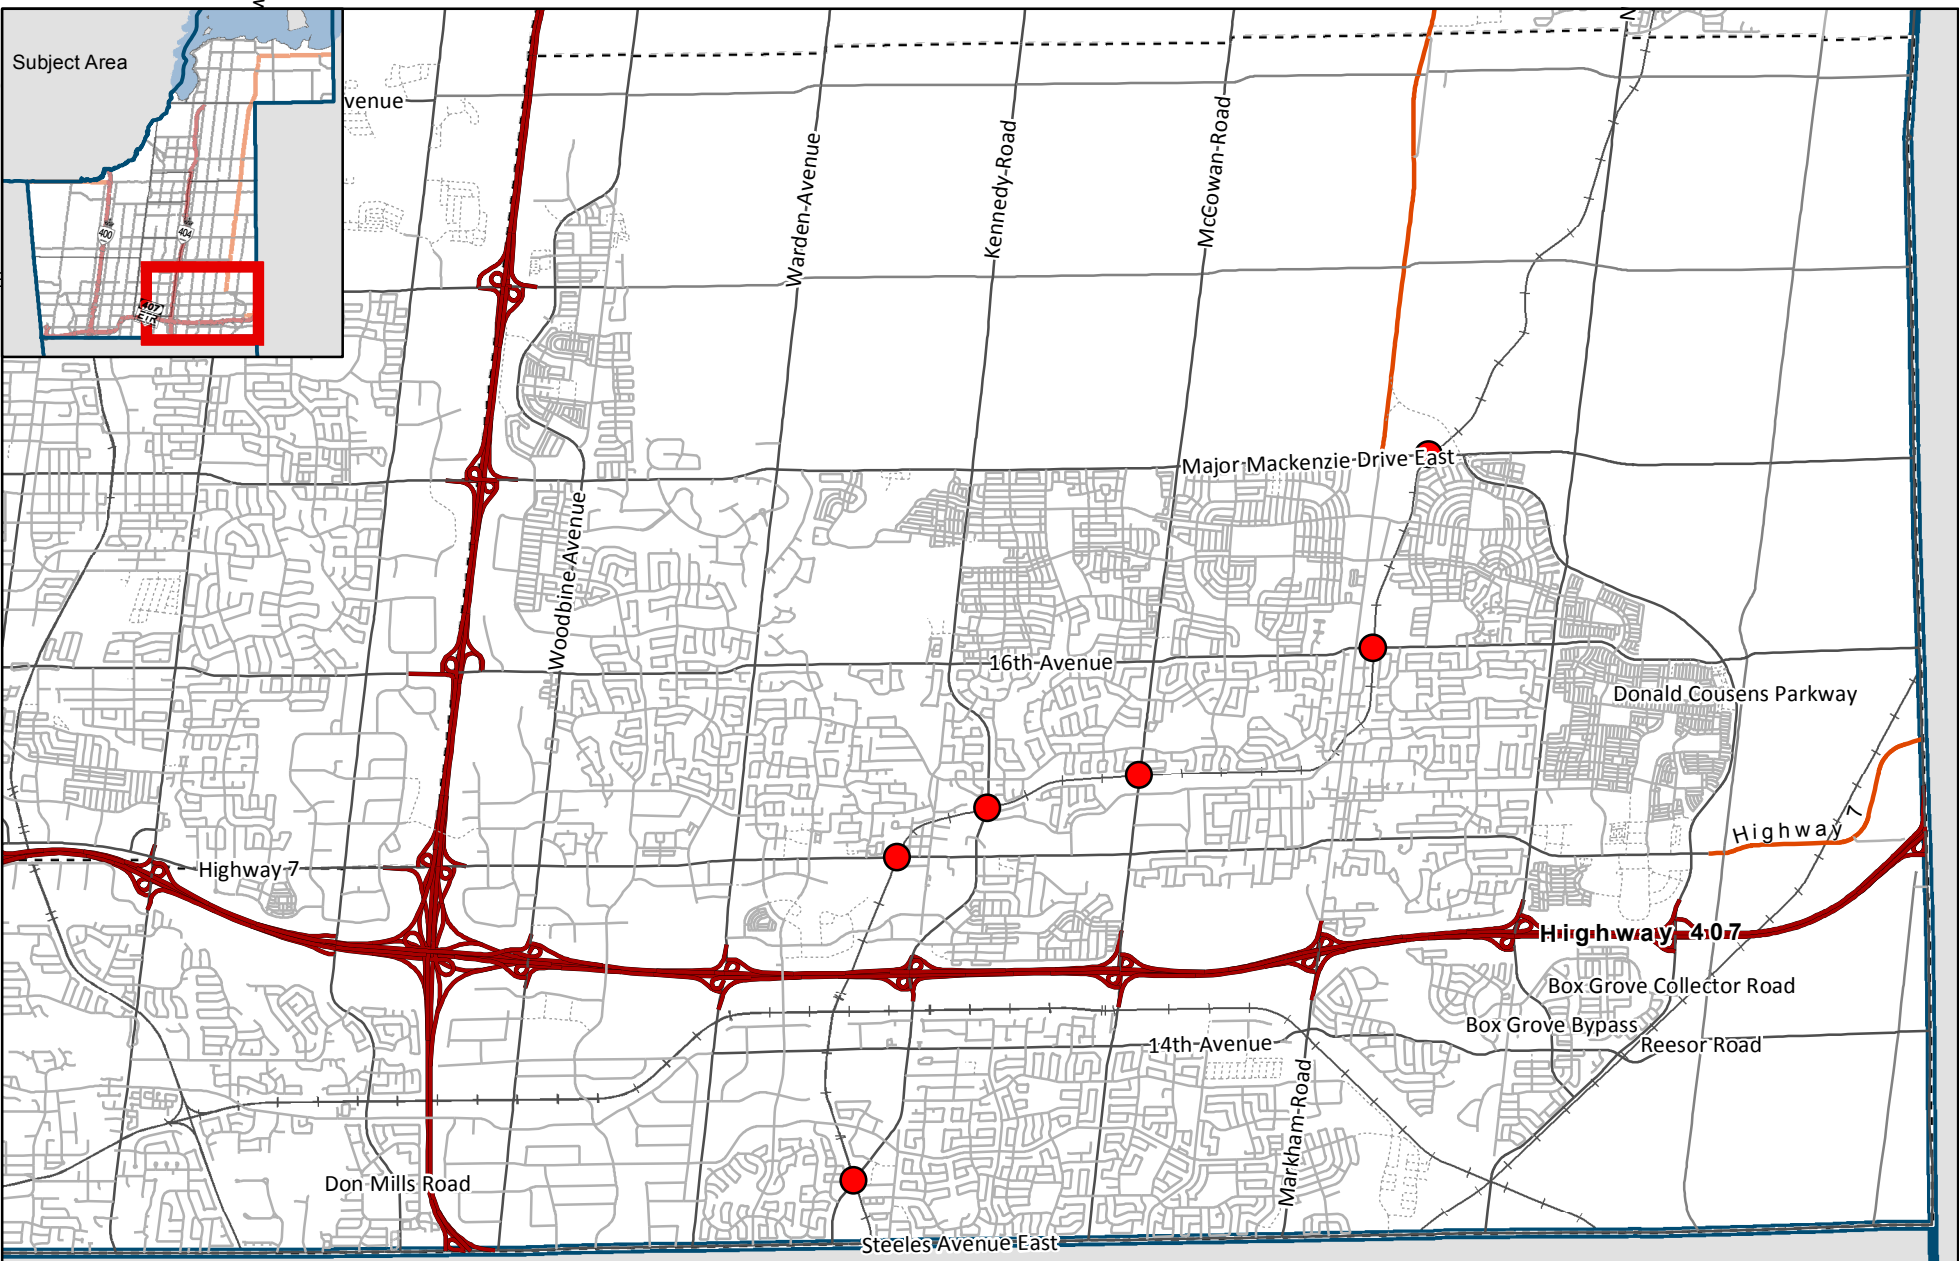 Subject Area
400
404
407
ETR
venue
Warden-Avenue
Kennedy-Road
McCowan-Road
Major-Mackenzie-Drive East
Woodbine-Avenue
16th-Avenue
Donald Cousens Parkway
Highway 7
Highway-7
Highway 407
Box Grove Collector Road
Box Grove Bypass
Reesor Road
14th-Avenue
Markham-Road
Don Mills Road
Steeles Avenue East